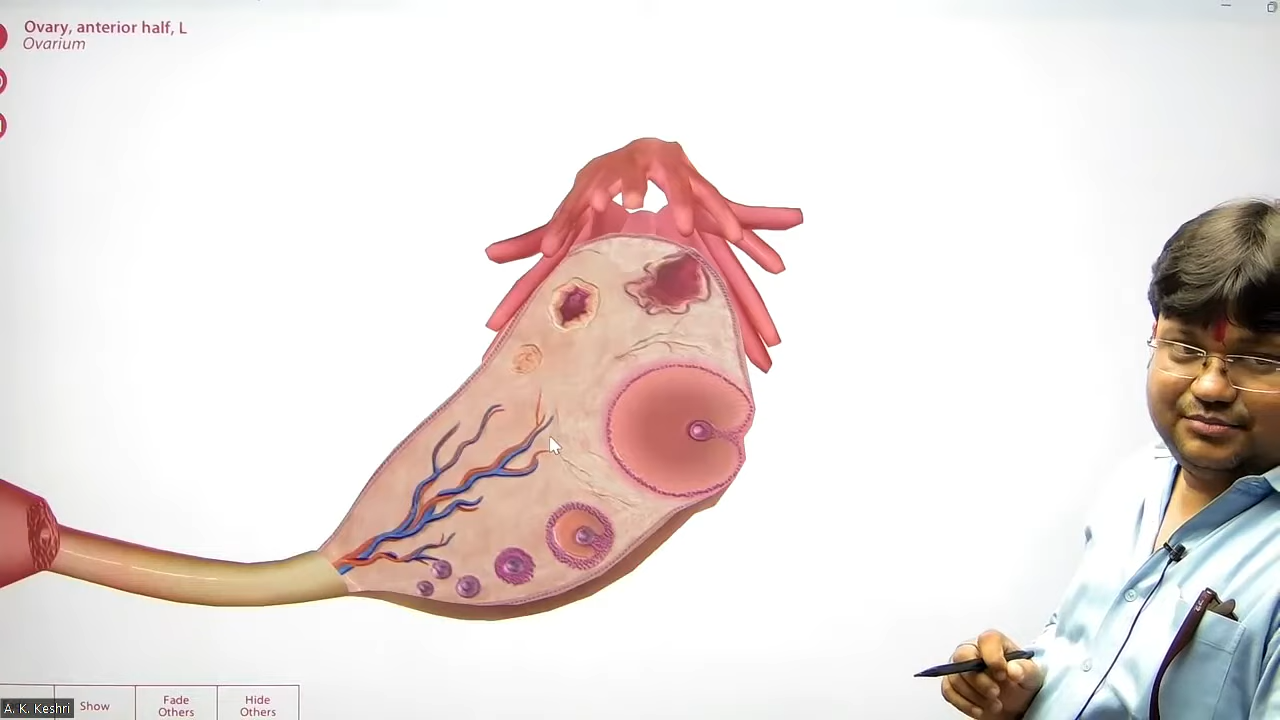 Ovary, anterior half, L
Ovarium
Show
Fade
Others
Hide
Others
A. K. Keshri